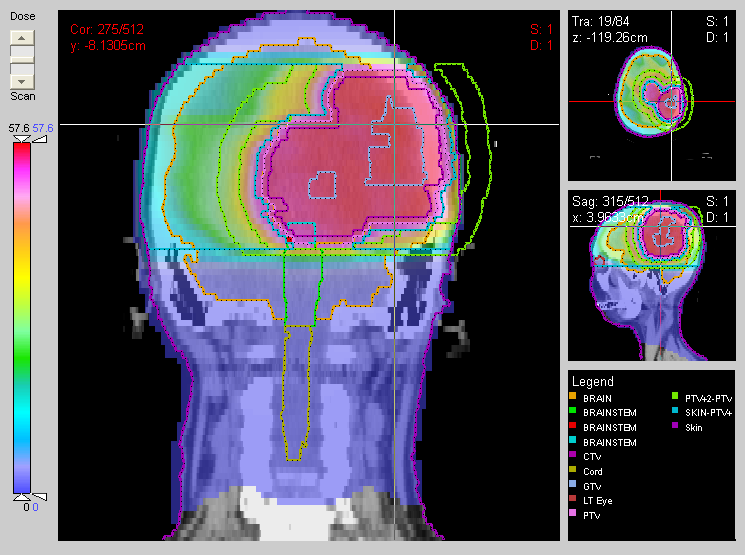 Dose
Scan
57.6 57.6
0 0
Cor: 275/512
S: 1
y: -8.1305cm
D: 1
Tra: 19/84
S: 1
z: -119.26cm
D: 1
Sag: 315/512
S: 1
x: 3.9633cm
D: 1
Legend
BRAIN
BRAINSTEM
BRAINSTEM
BRAINSTEM
CTV
Cord
GTV
LT Eye
PTV
PTV+2-PTV
SKIN-PTV+
Skin